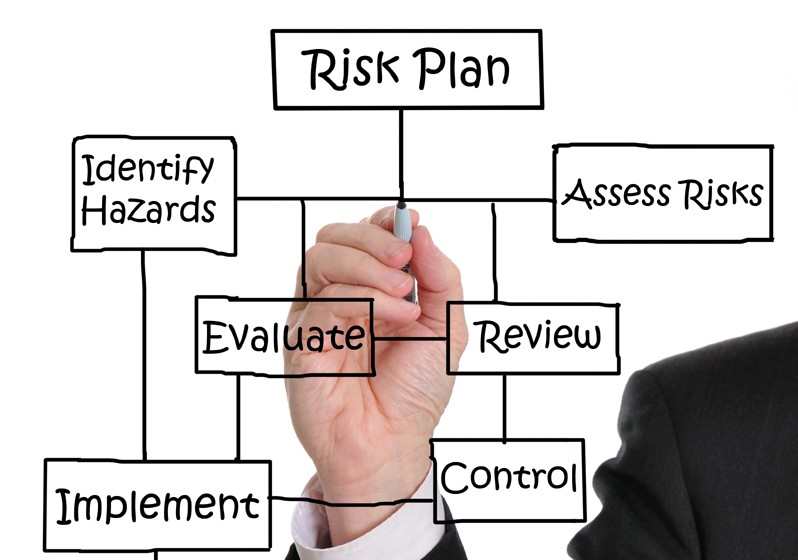 Risk Plan
Identify
Hazards
Assess Risks
Evaluate
Review
Implement
Control